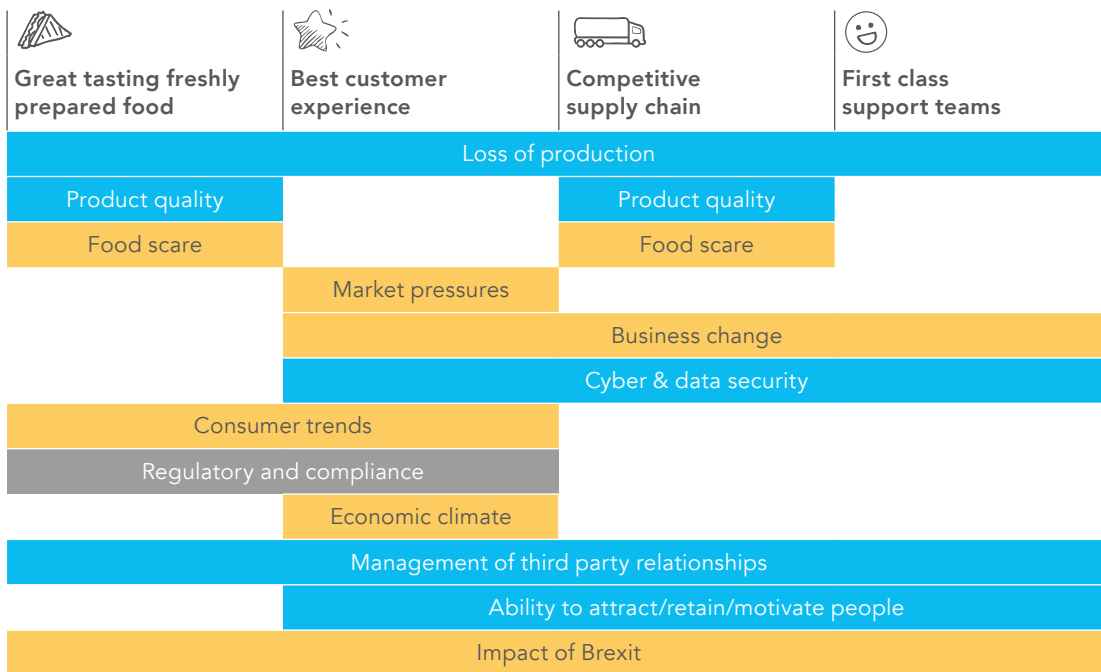 Great tasting freshly
prepared food
Best customer
experience
Competitive
supply chain
First class
support teams
Loss of production
Product quality
Product quality
Food scare
Food scare
Market pressures
Business change
Cyber & data security
Consumer trends
Regulatory and compliance
Economic climate
Management of third party relationships
Ability to attract/retain/motivate people
Impact of Brexit